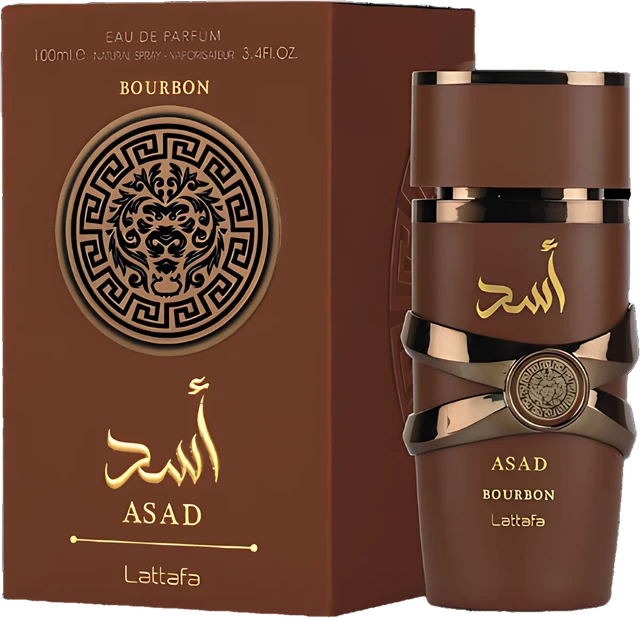 EAU DE PARFUM
100ml.℮ NATURAL SPRAY - VAPORISATEUR 3.4Fl.OZ.
BOURBON
أسد
ASAD
Lattafa
أسد
ASAD
BOURBON
Lattafa